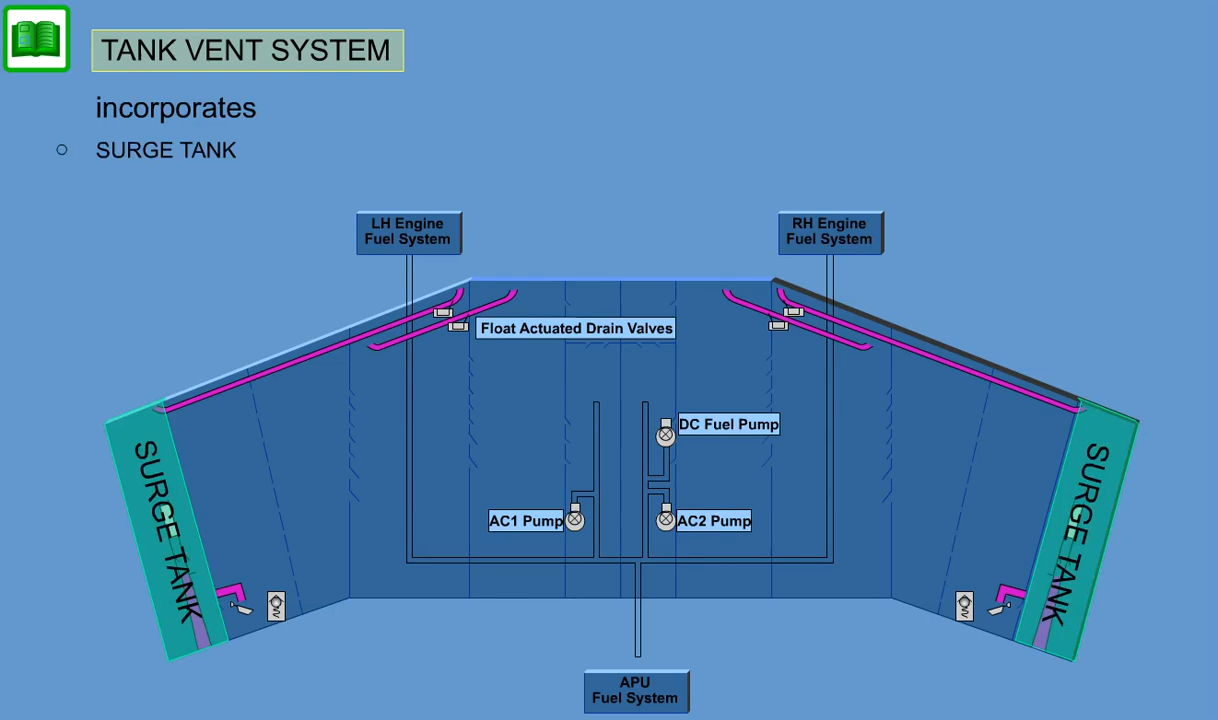 TANK VENT SYSTEM
incorporates
SURGE TANK
LH Engine
Fuel System
RH Engine
Fuel System
Float Actuated Drain Valves
DC Fuel Pump
AC1 Pump
AC2 Pump
SURGE TANK
SURGE TANK
APU
Fuel System